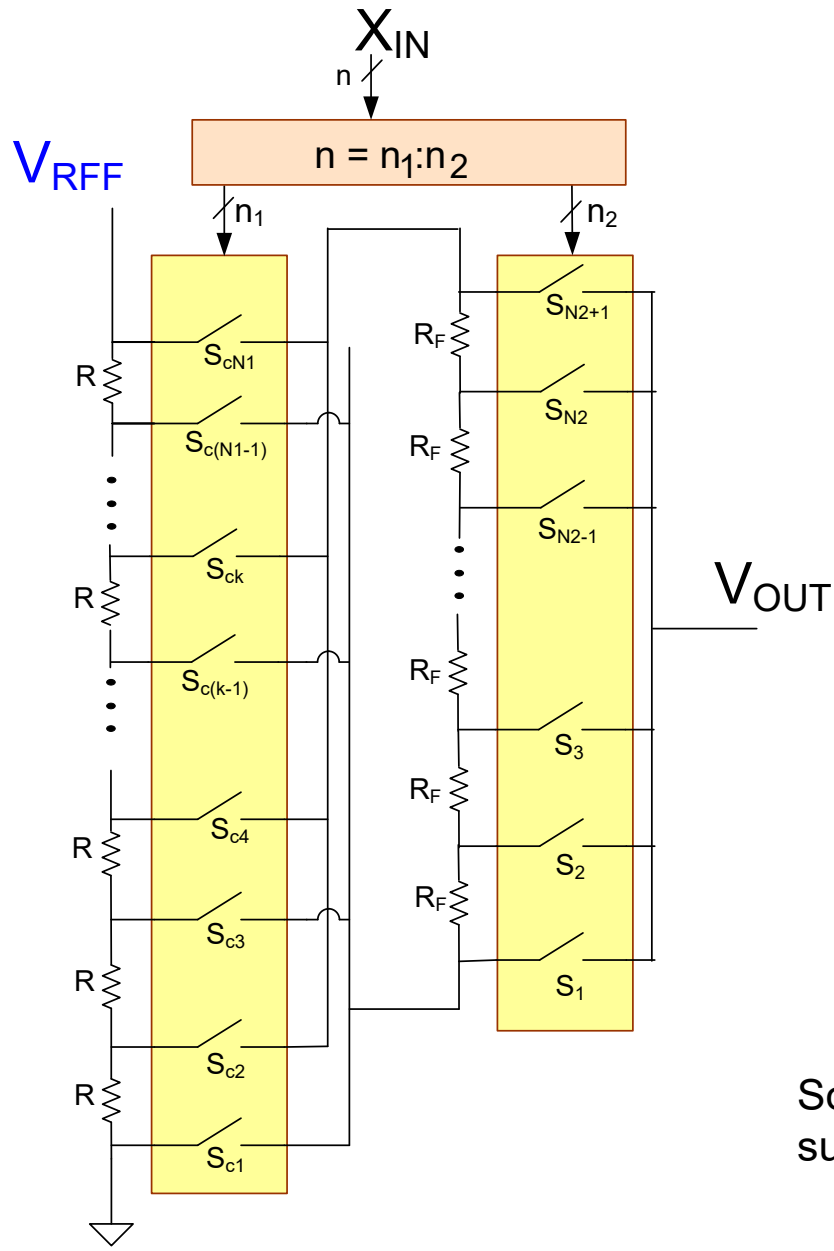 X_IN
n
n = n₁:n₂
V_RFF
n₁
n₂
S_cN1
S_N2+1
R_F
R
S_c(N1-1)
S_N2
R_F
S_ck
S_N2-1
R
V_OUT
S_c(k-1)
R_F
S_3
R_F
S_c4
R
S_2
R_F
S_c3
S_1
R
S_c2
R
S_c1